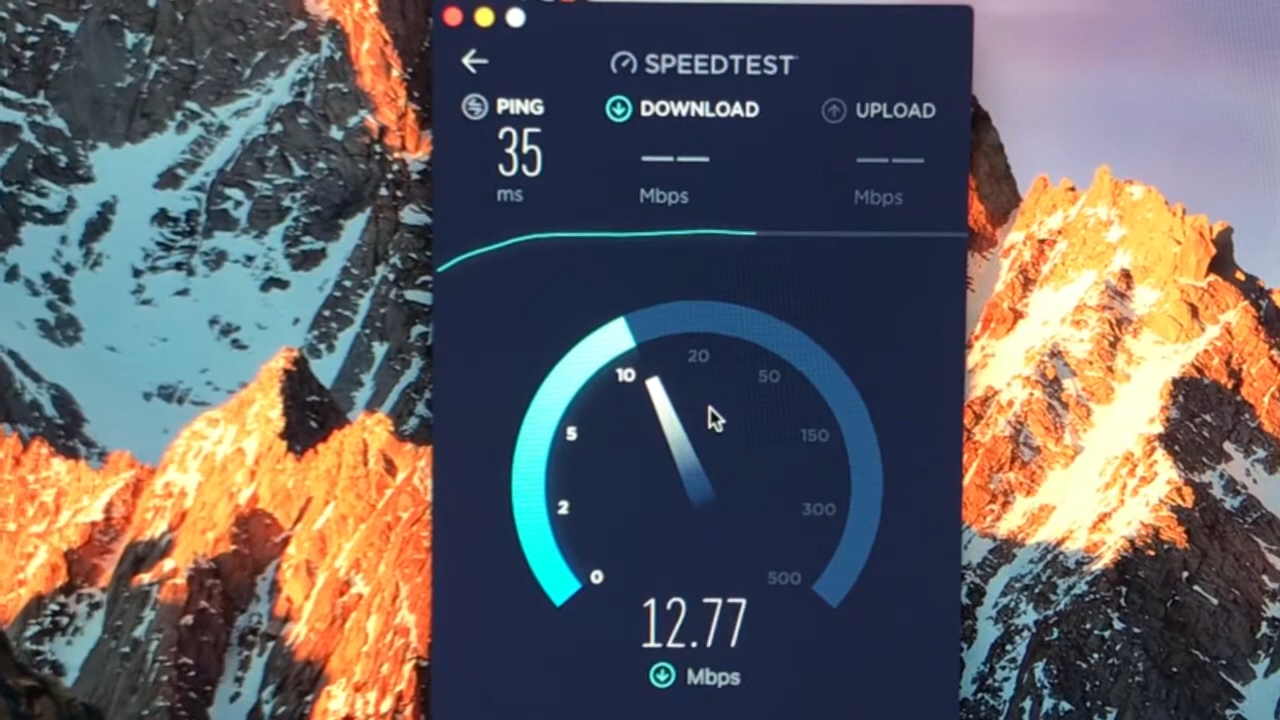 SPEEDTEST
PING DOWNLOAD UPLOAD
35 —— ——
ms Mbps Mbps
20
10 50
5 150
2 300
0 500
12.77
Mbps